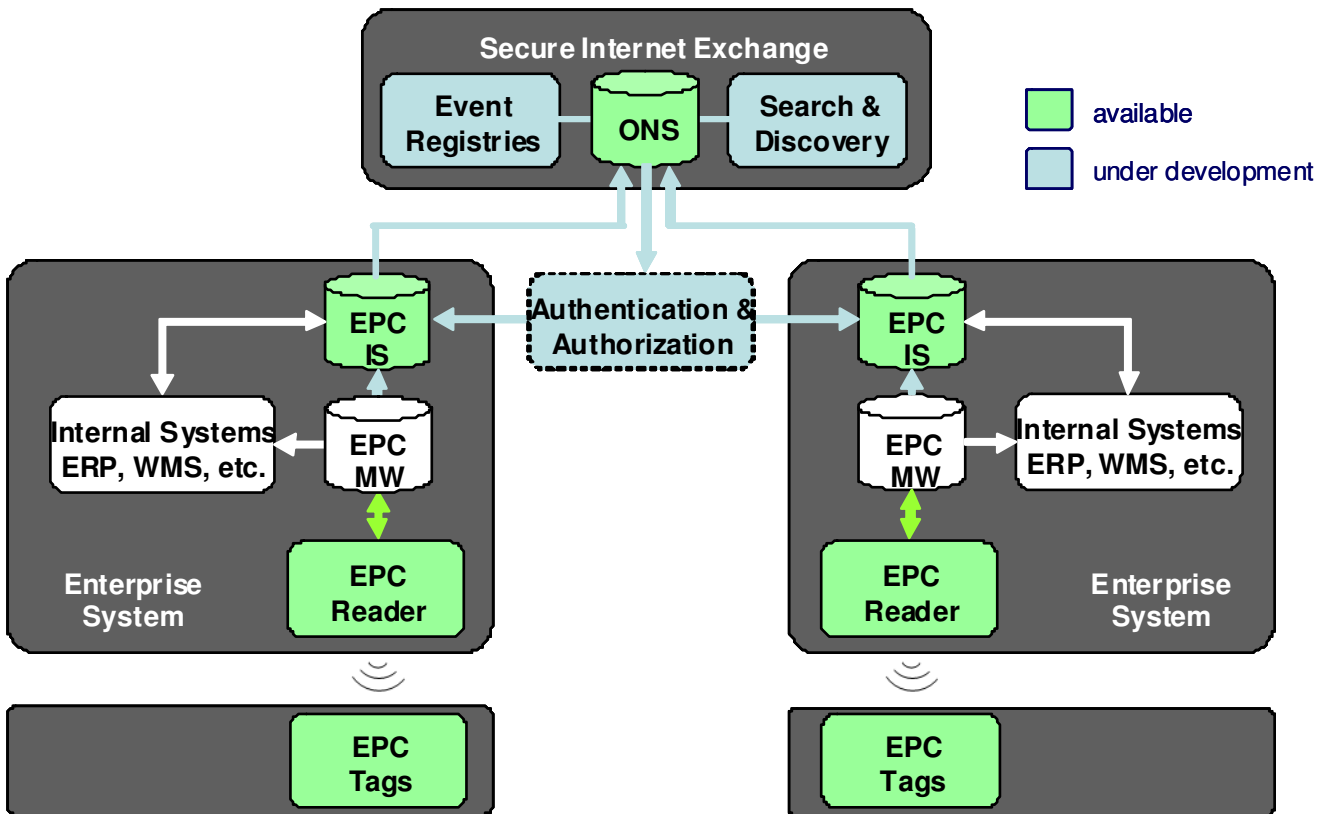 Secure Internet Exchange
Event
Registries
ONS
Search &
Discovery
available
under development
EPC
IS
Authentication &
Authorization
EPC
IS
Internal Systems
ERP, WMS, etc.
EPC
MW
EPC
MW
Internal Systems
ERP, WMS, etc.
Enterprise
System
EPC
Reader
EPC
Reader
Enterprise
System
EPC
Tags
EPC
Tags